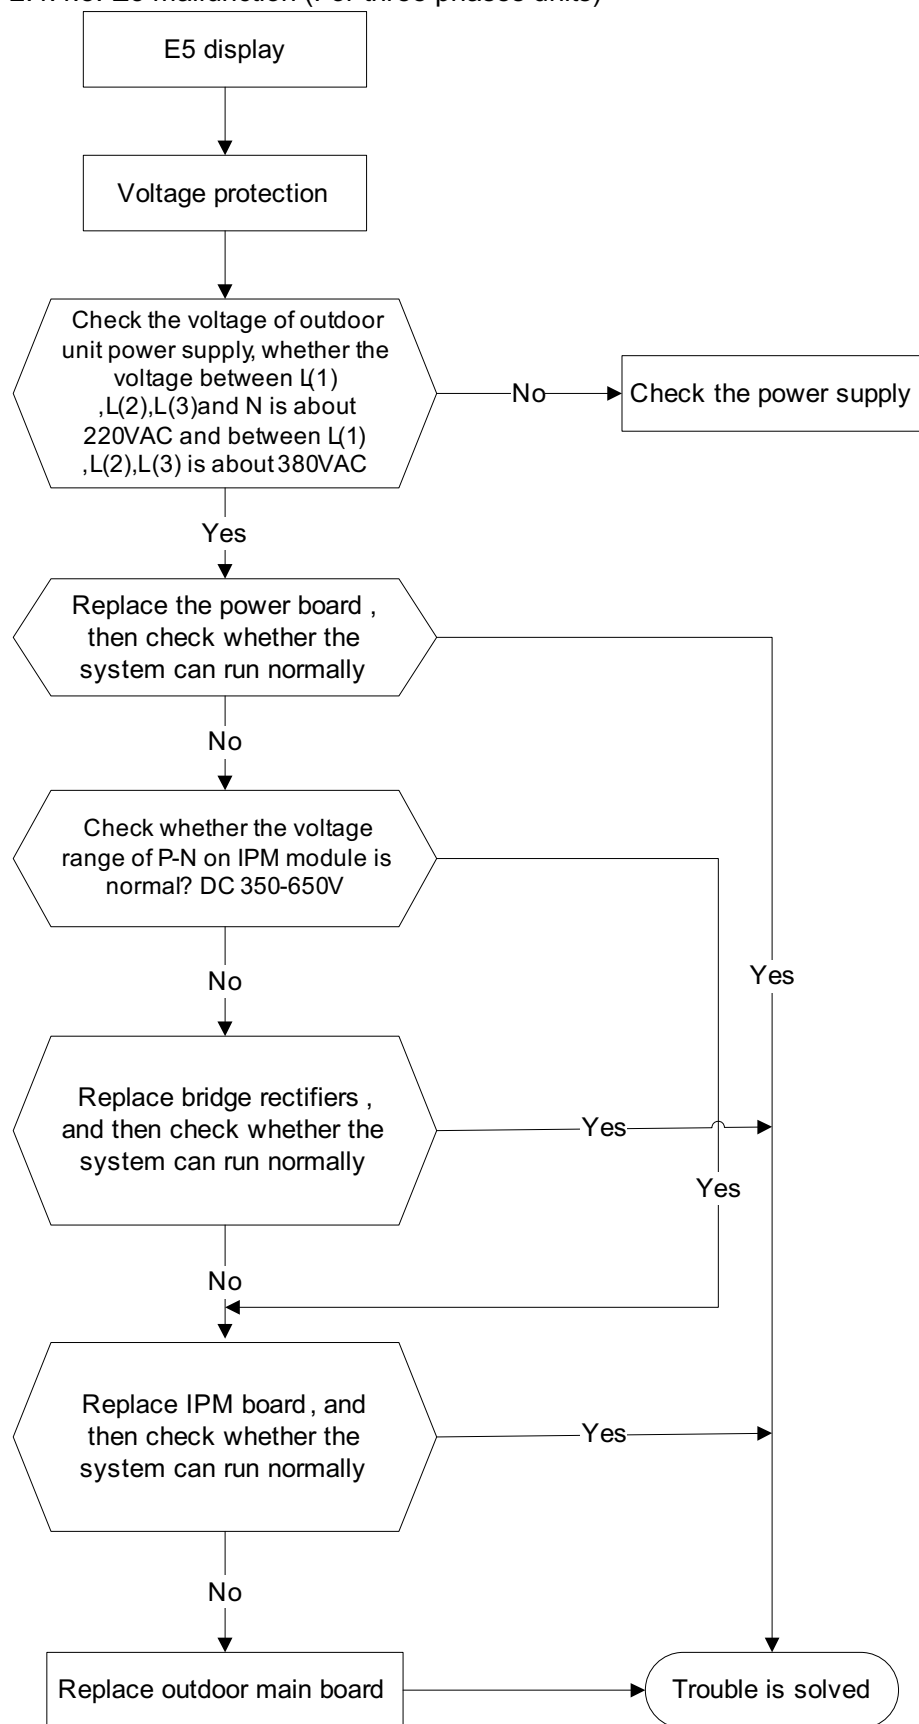 E5 display
Voltage protection
Check the voltage of outdoor
unit power supply, whether the
voltage between L(1)
,L(2),L(3)and N is about
220VAC and between L(1)
,L(2),L(3) is about 380VAC
No
Check the power supply
Yes
Replace the power board ,
then check whether the
system can run normally
No
Check whether the voltage
range of P-N on IPM module is
normal? DC 350-650V
Yes
No
Replace bridge rectifiers ,
and then check whether the
system can run normally
Yes
Yes
No
Replace IPM board , and
then check whether the
system can run normally
Yes
No
Replace outdoor main board
Trouble is solved